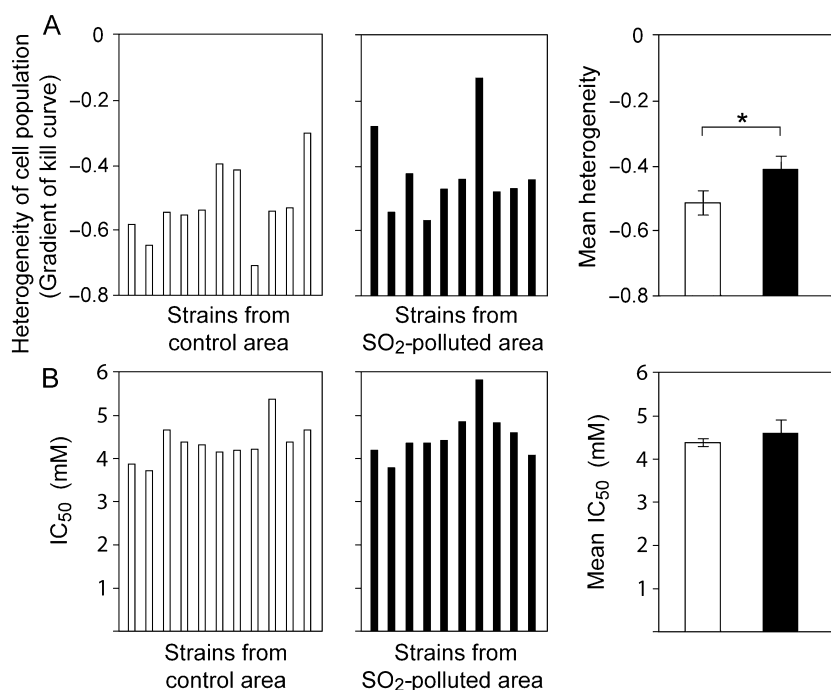 A
Heterogeneity of cell population
(Gradient of kill curve)
0
–0.2
–0.4
–0.6
–0.8
Strains from
control area
Strains from
SO2-polluted area
Mean heterogeneity
0
–0.2
–0.4
–0.6
–0.8
*
B
IC50 (mM)
6
5
4
3
2
1
Strains from
control area
Strains from
SO2-polluted area
Mean IC50 (mM)
6
5
4
3
2
1